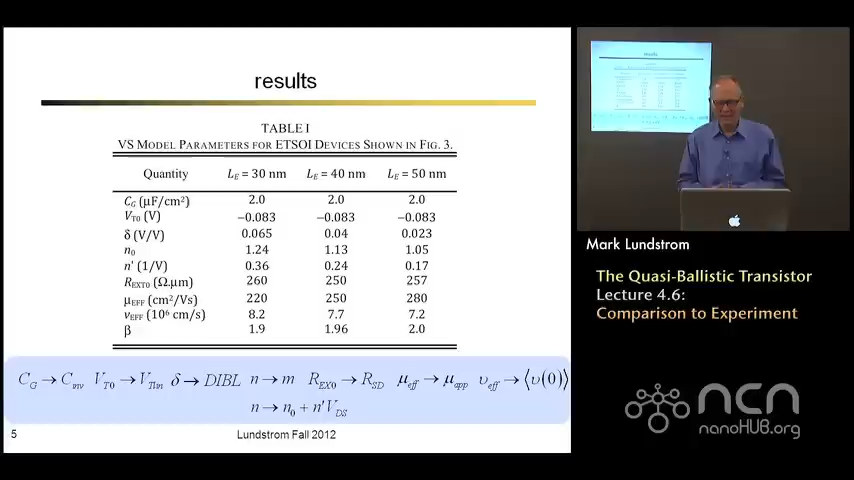 results
TABLE I
VS MODEL PARAMETERS FOR ETSOI DEVICES SHOWN IN FIG. 3.
Quantity L_E = 30 nm L_E = 40 nm L_E = 50 nm
C_G (μF/cm²) 2.0 2.0 2.0
V_T0 (V) −0.083 −0.083 −0.083
δ (V/V) 0.065 0.04 0.023
n₀ 1.24 1.13 1.05
n' (1/V) 0.36 0.24 0.17
R_EXT0 (Ω.μm) 260 250 257
μ_EFF (cm²/Vs) 220 250 280
v_EFF (10⁶ cm/s) 8.2 7.7 7.2
β 1.9 1.96 2.0
C_G → C_inv V_T0 → V_Tlin δ → DIBL n → m R_EX0 → R_SD μ_eff → μ_app υ_eff → ⟨υ(0)⟩
n → n₀ + n'V_DS
5 Lundstrom Fall 2012
results
Mark Lundstrom
The Quasi-Ballistic Transistor
Lecture 4.6:
Comparison to Experiment
ncn
nanoHUB.org